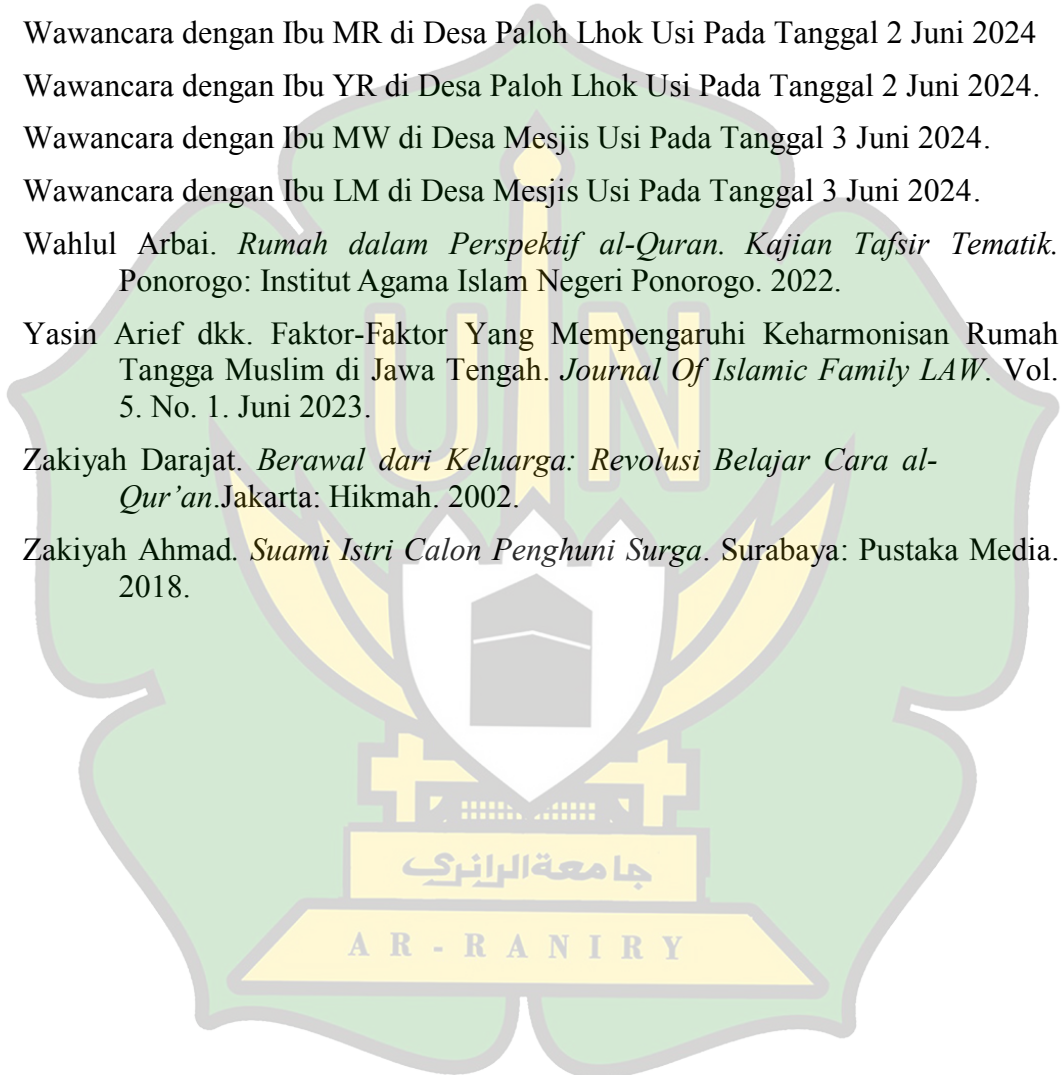 Wawancara dengan Ibu MR di Desa Paloh Lhok Usi Pada Tanggal 2 Juni 2024
Wawancara dengan Ibu YR di Desa Paloh Lhok Usi Pada Tanggal 2 Juni 2024.
Wawancara dengan Ibu MW di Desa Mesjis Usi Pada Tanggal 3 Juni 2024.
Wawancara dengan Ibu LM di Desa Mesjis Usi Pada Tanggal 3 Juni 2024.
Wahlul Arbai. Rumah dalam Perspektif al-Quran. Kajian Tafsir Tematik.
Ponorogo: Institut Agama Islam Negeri Ponorogo. 2022.
Yasin Arief dkk. Faktor-Faktor Yang Mempengaruhi Keharmonisan Rumah
Tangga Muslim di Jawa Tengah. Journal Of Islamic Family LAW. Vol.
5. No. 1. Juni 2023.
Zakiyah Darajat. Berawal dari Keluarga: Revolusi Belajar Cara al-
Qur’an.Jakarta: Hikmah. 2002.
Zakiyah Ahmad. Suami Istri Calon Penghuni Surga. Surabaya: Pustaka Media.
2018.
UIN
جامعةالرانري
AR-RANIRY